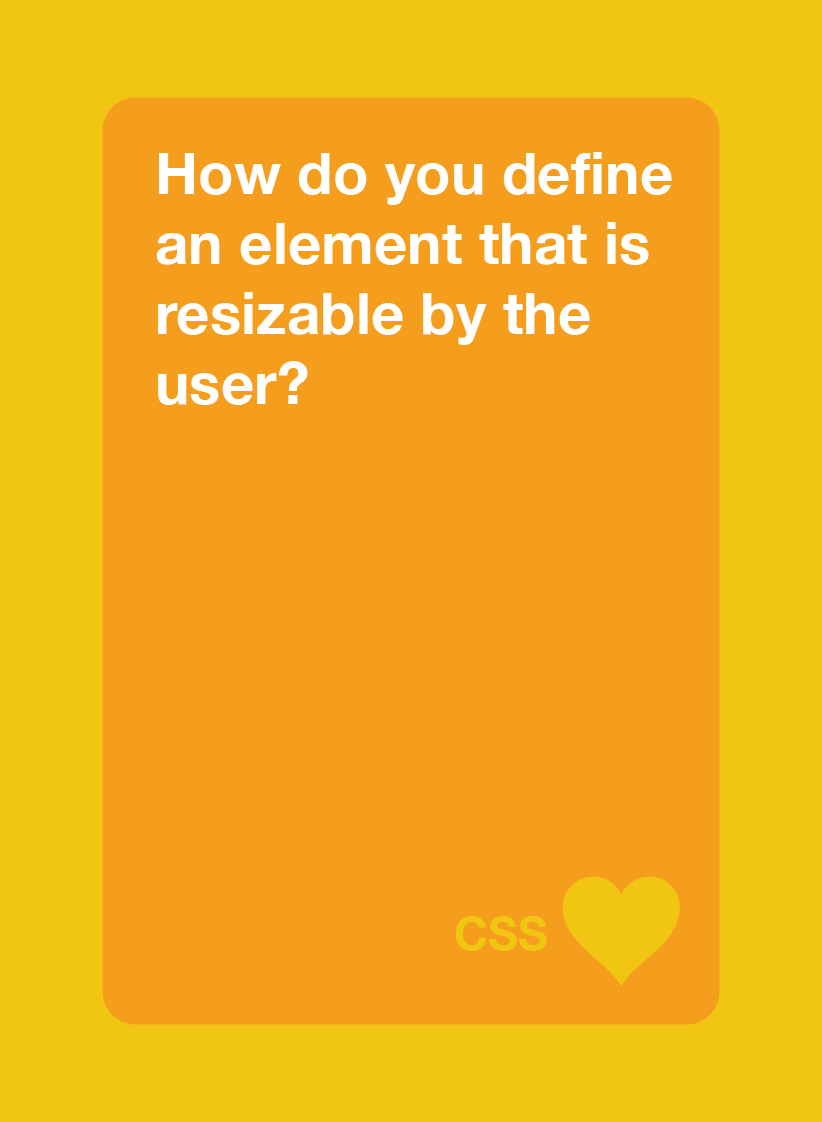 How do you define
an element that is
resizable by the
user?
CSS